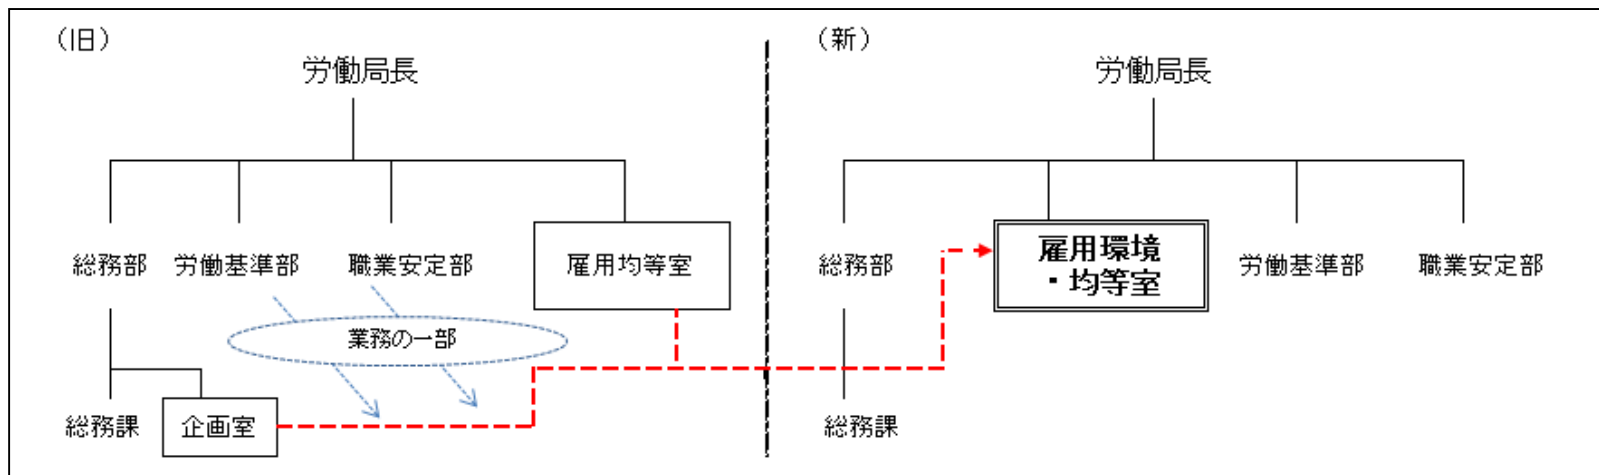 （旧）
労働局長
総務部
労働基準部
職業安定部
雇用均等室
業務の一部
総務課
企画室
（新）
労働局長
総務部
雇用環境
・均等室
労働基準部
職業安定部
総務課